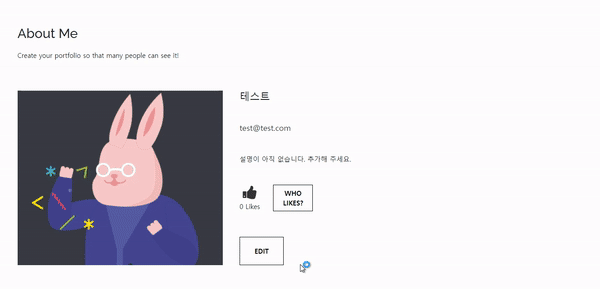 About Me
Create your portfolio so that many people can see it!
테스트
test@test.com
설명이 아직 없습니다. 추가해 주세요.
0 Likes
WHO
LIKES?
EDIT